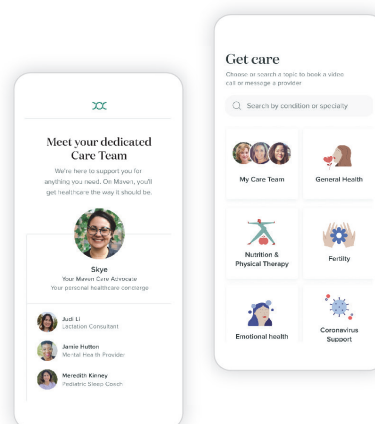 Meet your dedicated
Care Team
We're here to support you for
anything you need. On Maven, you'll
get healthcare the way it should be.
Skye
Your Maven Care Advocate
Your personal healthcare concierge
Judi Li
Lactation Consultant
Jamie Hutton
Mental Health Provider
Meredith Kinney
Pediatric Sleep Coach
Get care
Choose or search a topic to book a video
call or message a provider
Search by condition or specialty
My Care Team
General Health
Nutrition &
Physical Therapy
Fertility
Emotional health
Coronavirus
Support